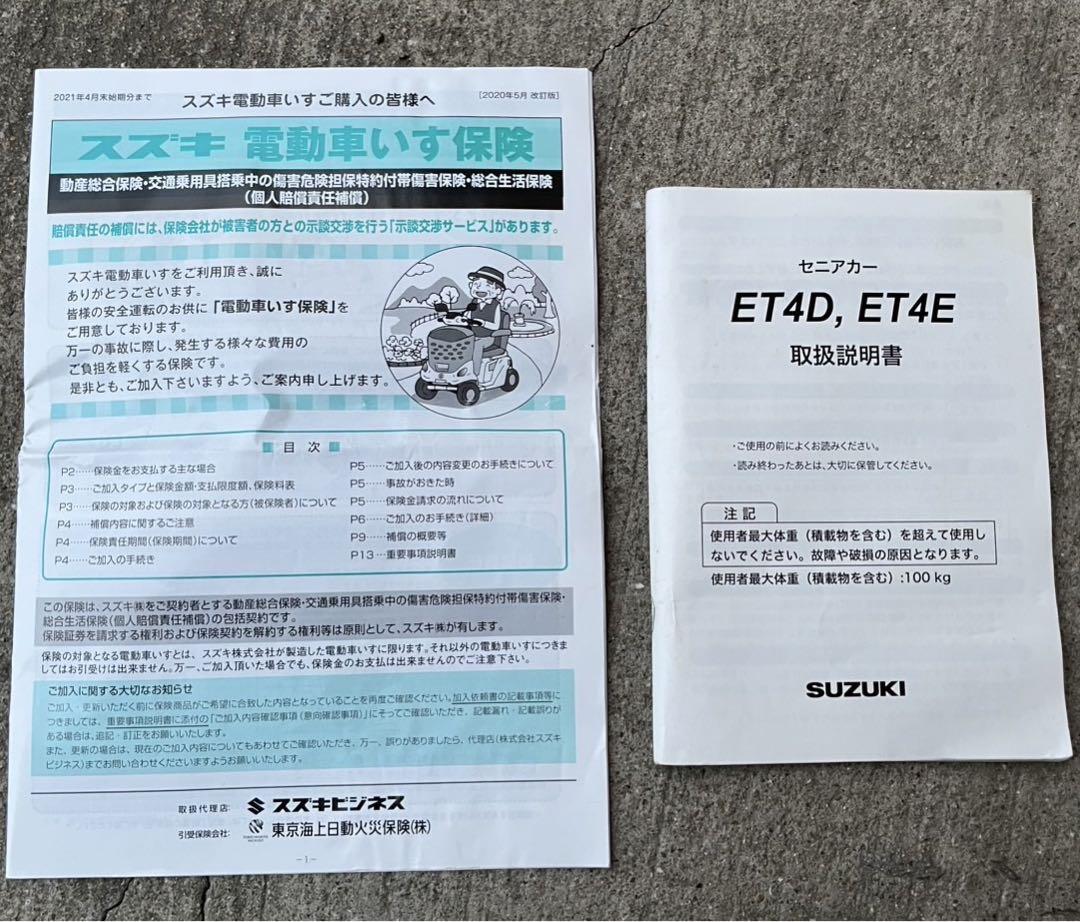 2021年4月末始期分まで
スズキ電動車いすご購入の皆様へ
[2020年5月 改訂版]
スズキ 電動車いす保険
動産総合保険・交通乗用具搭乗中の傷害危険担保特約付帯傷害保険・総合生活保険
(個人賠償責任補償)
賠償責任の補償には、保険会社が被害者の方との示談交渉を行う「示談交渉サービス」があります。
スズキ電動車いすをご利用頂き、誠に
ありがとうございます。
皆様の安全運転のお供に「電動車いす保険」を
ご用意しております。
万一の事故に際し、発生する様々な費用の
ご負担を軽くする保険です。
是非とも、ご加入下さいますよう、ご案内申し上げます。
目 次
P2……保険金をお支払する主な場合
P3……ご加入タイプと保険金額・支払限度額、保険料表
P3……保険の対象および保険の対象となる方(被保険者)について
P4……補償内容に関するご注意
P4……保険責任期間(保険期間)について
P4……ご加入の手続き
P5……ご加入後の内容変更のお手続きについて
P5……事故がおきた時
P5……保険金請求の流れについて
P6……ご加入のお手続き(詳細)
P9……補償の概要等
P13…重要事項説明書
この保険は、スズキ㈱をご契約者とする動産総合保険・交通乗用具搭乗中の傷害危険担保特約付帯傷害保険・
総合生活保険(個人賠償責任補償)の包括契約です。
保険証券を請求する権利および保険契約を解約する権利等は原則として、スズキ㈱が有します。
保険の対象となる電動車いすとは、スズキ株式会社が製造した電動車いすに限ります。それ以外の電動車いすにつきま
してはお引受けは出来ません。万一、ご加入頂いた場合でも、保険金のお支払は出来ませんのでご注意下さい。
ご加入に関する大切なお知らせ
ご加入・更新いただく前に保険商品がご希望に合致した内容となっていることを再度ご確認ください。加入依頼書の記載事項等に
つきましては、重要事項説明書に添付の「ご加入内容確認事項(意向確認事項)」にそってご確認いただき、記載漏れ・記載誤りが
ある場合は、追記・訂正をお願いいたします。
また、更新の場合は、現在のご加入内容についてもあわせてご確認いただき、万一、誤りがありましたら、代理店(株式会社スズキ
ビジネス)までお問い合わせくださいますようお願いいたします。
取扱代理店: スズキビジネス
引受保険会社: 東京海上日動火災保険(株)
－1－
セニアカー
ET4D, ET4E
取扱説明書
・ご使用の前によくお読みください。
・読み終わったあとは、大切に保管してください。
注 記
使用者最大体重（積載物を含む）を超えて使用し
ないでください。故障や破損の原因となります。
使用者最大体重（積載物を含む）:100 kg
SUZUKI